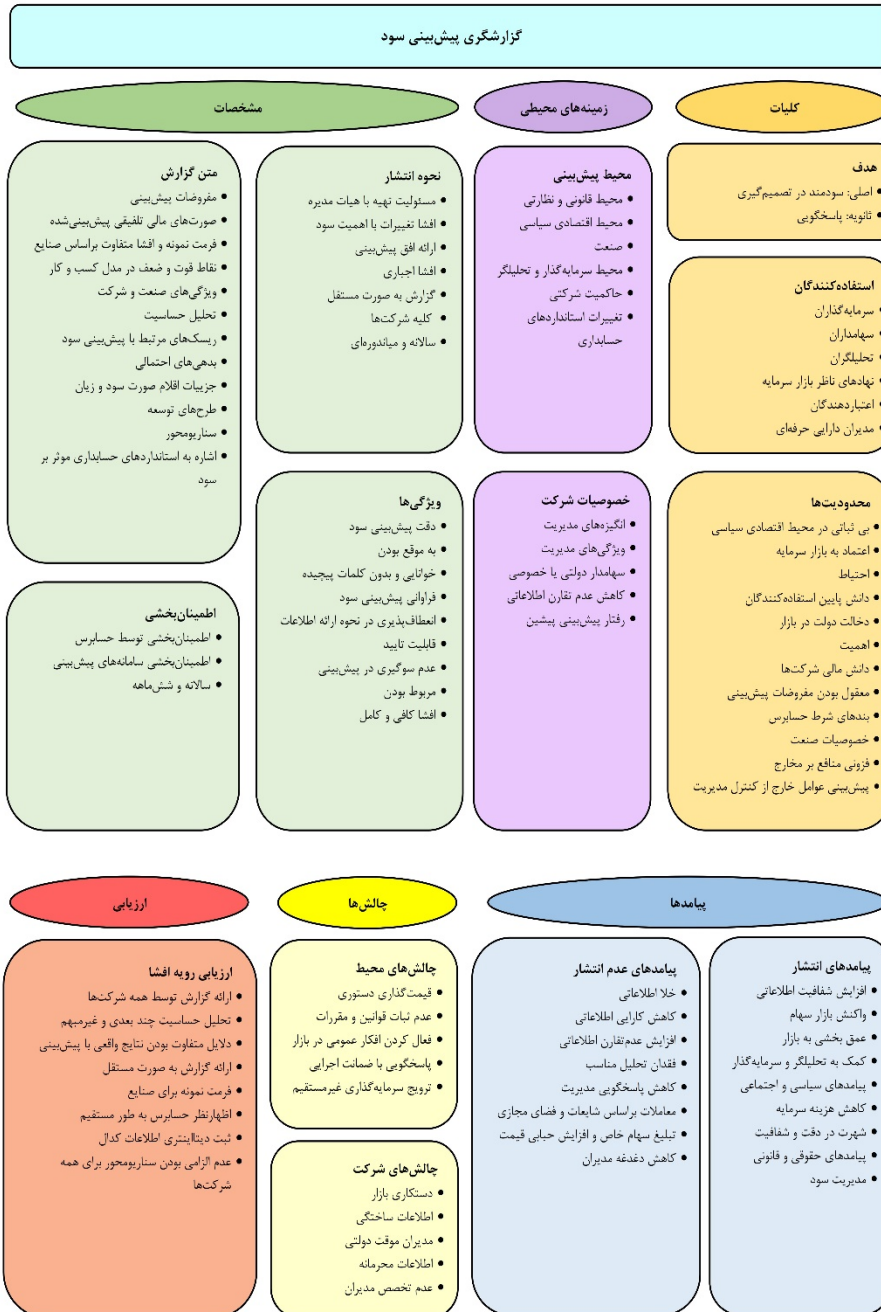 گزارشگری پیش‌بینی سود
کلیات
هدف
اصلی: سودمند در تصمیم‌گیری
ثانویه: پاسخگویی
استفاده‌کنندگان
سرمایه‌گذاران
سهامداران
تحلیلگران
نهادهای ناظر بازار سرمایه
اعتباردهندگان
مدیران دارایی حرفه‌ای
محدودیت‌ها
بی ثباتی در محیط اقتصادی سیاسی
اعتماد به بازار سرمایه
احتیاط
دانش پایین استفاده‌کنندگان
دخالت دولت در بازار
اهمیت
دانش مالی شرکت‌ها
معقول بودن مفروضات پیش‌بینی
بندهای شرط حسابرس
خصوصیات صنعت
فزونی منافع بر مخارج
پیش‌بینی عوامل خارج از کنترل مدیریت
زمینه‌های محیطی
محیط پیش‌بینی
محیط قانونی و نظارتی
محیط اقتصادی سیاسی
صنعت
محیط سرمایه‌گذار و تحلیلگر
حاکمیت شرکتی
تغییرات استانداردهای
حسابداری
خصوصیات شرکت
انگیزه‌های مدیریت
ویژگی‌های مدیریت
سهامدار دولتی یا خصوصی
کاهش عدم تقارن اطلاعاتی
رفتار پیش‌بینی پیشین
مشخصات
نحوه انتشار
مسئولیت تهیه با هیات مدیره
افشا تغییرات با اهمیت سود
ارائه افق پیش‌بینی
افشا اجباری
گزارش به صورت مستقل
کلیه شرکت‌ها
سالانه و میاندوره‌ای
ویژگی‌ها
دقت پیش‌بینی سود
به موقع بودن
خوانایی و بدون کلمات پیچیده
فراوانی پیش‌بینی سود
انعطاف‌پذیری در نحوه ارائه اطلاعات
قابلیت تایید
عدم سوگیری در پیش‌بینی
مربوط بودن
افشا کافی و کامل
متن گزارش
مفروضات پیش‌بینی
صورت‌های مالی تلفیقی پیش‌بینی‌شده
فرمت نمونه و افشا متفاوت براساس صنایع
نقاط قوت و ضعف در مدل کسب و کار
ویژگی‌های صنعت و شرکت
تحلیل حساسیت
ریسک‌های مرتبط با پیش‌بینی سود
بدهی‌های احتمالی
جزییات اقلام صورت سود و زیان
طرح‌های توسعه
سناریومحور
اشاره به استانداردهای حسابداری موثر بر
سود
اطمینان‌بخشی
اطمینان‌بخشی توسط حسابرس
اطمینان‌بخشی سامانه‌های پیش‌بینی
سالانه و شش‌ماهه
پیامدها
پیامدهای انتشار
افزایش شفافیت اطلاعاتی
واکنش بازار سهام
عمق بخشی به بازار
کمک به تحلیلگر و سرمایه‌گذار
پیامدهای سیاسی و اجتماعی
کاهش هزینه سرمایه
شهرت در دقت و شفافیت
پیامدهای حقوقی و قانونی
مدیریت سود
پیامدهای عدم انتشار
خلا اطلاعاتی
کاهش کارایی اطلاعاتی
افزایش عدم‌تقارن اطلاعاتی
فقدان تحلیل مناسب
کاهش پاسخگویی مدیریت
معاملات براساس شایعات و فضای مجازی
تبلیغ سهام خاص و افزایش حبابی قیمت
کاهش دغدغه مدیران
چالش‌ها
چالش‌های محیط
قیمت‌گذاری دستوری
عدم ثبات قوانین و مقررات
فعال کردن افکار عمومی در بازار
پاسخگویی با ضمانت اجرایی
ترویج سرمایه‌گذاری غیرمستقیم
چالش‌های شرکت
دستکاری بازار
اطلاعات ساختگی
مدیران موقت دولتی
اطلاعات محرمانه
عدم تخصص مدیران
ارزیابی
ارزیابی رویه افشا
ارائه گزارش توسط همه شرکت‌ها
تحلیل حساسیت چند بعدی و غیرمبهم
دلایل متفاوت بودن نتایج واقعی با پیش‌بینی
ارائه گزارش به صورت مستقل
فرمت نمونه برای صنایع
اظهارنظر حسابرس به طور مستقیم
ثبت دیتااینتری اطلاعات کدال
عدم الزامی بودن سناریومحور برای همه
شرکت‌ها